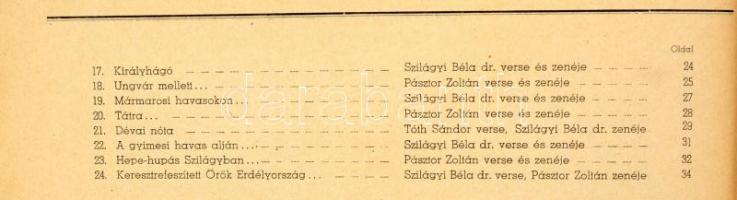 Oldal
17. Királyhágó — — — — — — — — Szilágyi Béla dr. verse és zenéje — — — 24
18. Ungvár mellett... — — — — — — Pásztor Zoltán verse és zenéje — — — 25
19. Mármarosi havasokon... — — — — Szilágyi Béla dr. verse és zenéje — — — 27
20. Tátra... — — — — — — — — Pásztor Zoltán verse és zenéje — — — 28
21. Dévai nóta — — — — — — — Tóth Sándor verse, Szilágyi Béla dr. zenéje 29
22. A gyimesi havas alján... — — — — Szilágyi Béla dr. verse és zenéje — — — 31
23. Hepe-hupás Szilágyban... — — — — Pásztor Zoltán verse és zenéje — — — 32
24. Keresztrefeszített Örök Erdélyország... — — Szilágyi Béla dr. verse, Pásztor Zoltán zenéje 34